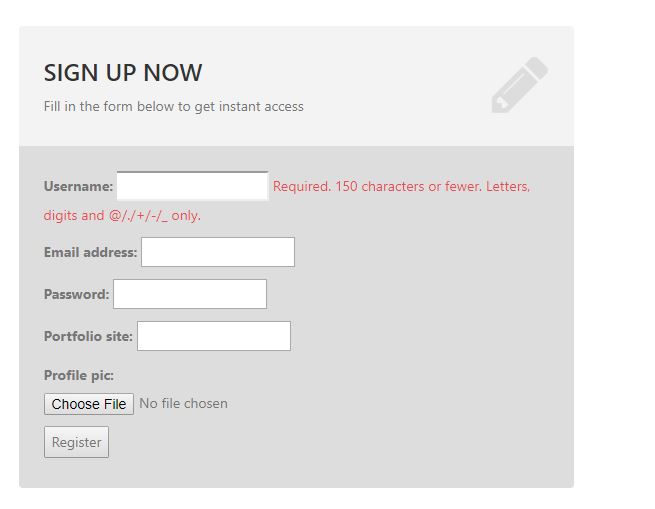 SIGN UP NOW
Fill in the form below to get instant access
Username: Required. 150 characters or fewer. Letters,
digits and @/./+/-/_ only.
Email address:
Password:
Portfolio site:
Profile pic:
Choose File No file chosen
Register